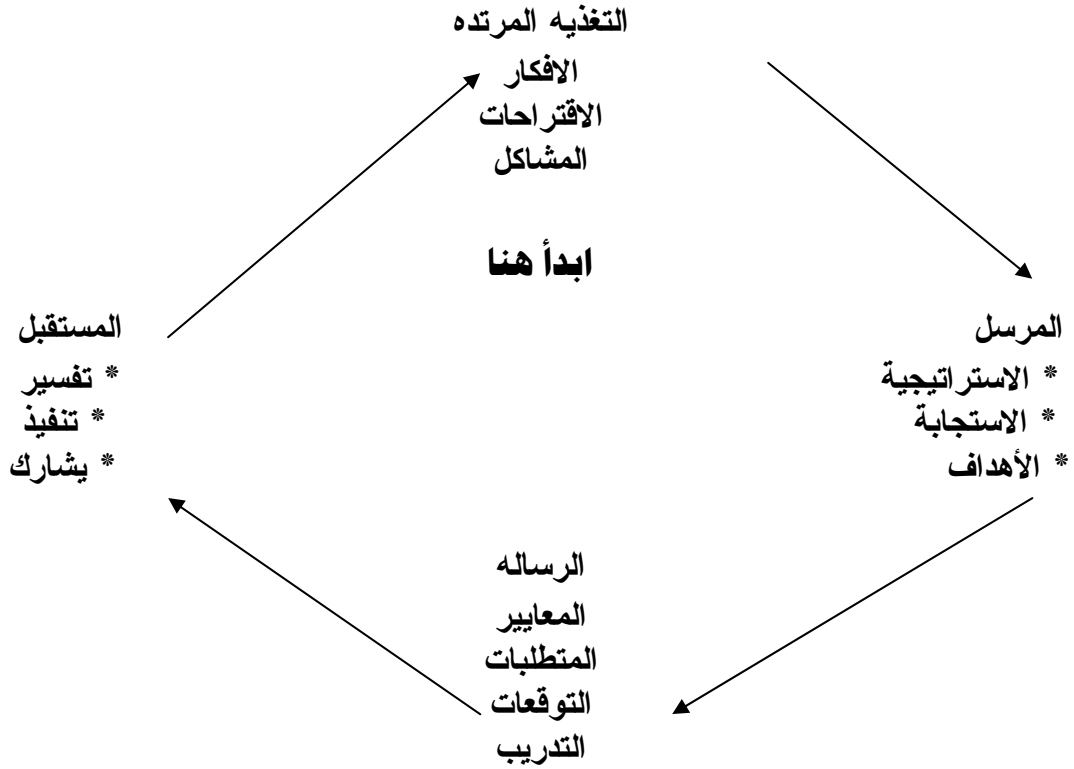 التغذيه المرتده
الافكار
الاقتراحات
المشاكل
ابدأ هنا
المرسل
* الاستراتيجية
* الاستجابة
* الأهداف
المستقبل
* تفسير
* تنفيذ
* يشارك
الرساله
المعايير
المتطلبات
التوقعات
التدريب